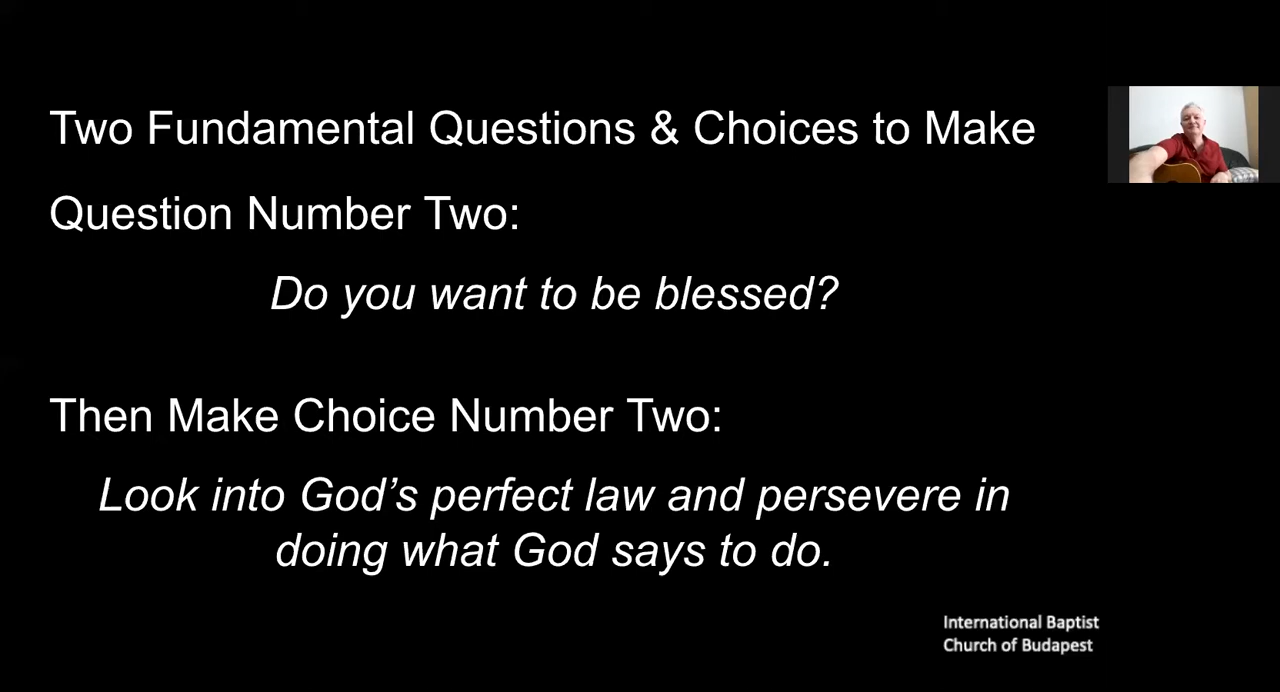 Two Fundamental Questions & Choices to Make
Question Number Two:
Do you want to be blessed?
Then Make Choice Number Two:
Look into God’s perfect law and persevere in
doing what God says to do.
International Baptist
Church of Budapest